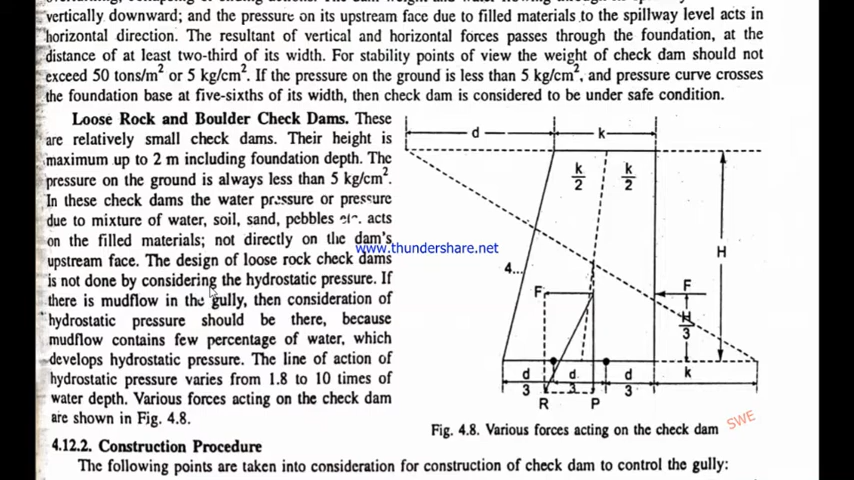 vertically downward; and the pressure on its upstream face due to filled materials to the spillway level acts in
horizontal direction. The resultant of vertical and horizontal forces passes through the foundation, at the
distance of at least two-third of its width. For stability points of view the weight of check dam should not
exceed 50 tons/m² or 5 kg/cm². If the pressure on the ground is less than 5 kg/cm², and pressure curve crosses
the foundation base at five-sixths of its width, then check dam is considered to be under safe condition.
Loose Rock and Boulder Check Dams. These
are relatively small check dams. Their height is
maximum up to 2 m including foundation depth. The
pressure on the ground is always less than 5 kg/cm².
In these check dams the water pressure or pressure
due to mixture of water, soil, sand, pebbles etc. acts
on the filled materials; not directly on the dam's
upstream face. The design of loose rock check dams
is not done by considering the hydrostatic pressure. If
there is mudflow in the gully, then consideration of
hydrostatic pressure should be there, because
mudflow contains few percentage of water, which
develops hydrostatic pressure. The line of action of
hydrostatic pressure varies from 1.8 to 10 times of
water depth. Various forces acting on the check dam
are shown in Fig. 4.8.
www.thundershare.net
d
k
k/2
k/2
H
4...
F
F
H/3
d/3
d/3
d/3
k
R
P
Fig. 4.8. Various forces acting on the check dam
SWE
4.12.2. Construction Procedure
The following points are taken into consideration for construction of check dam to control the gully: